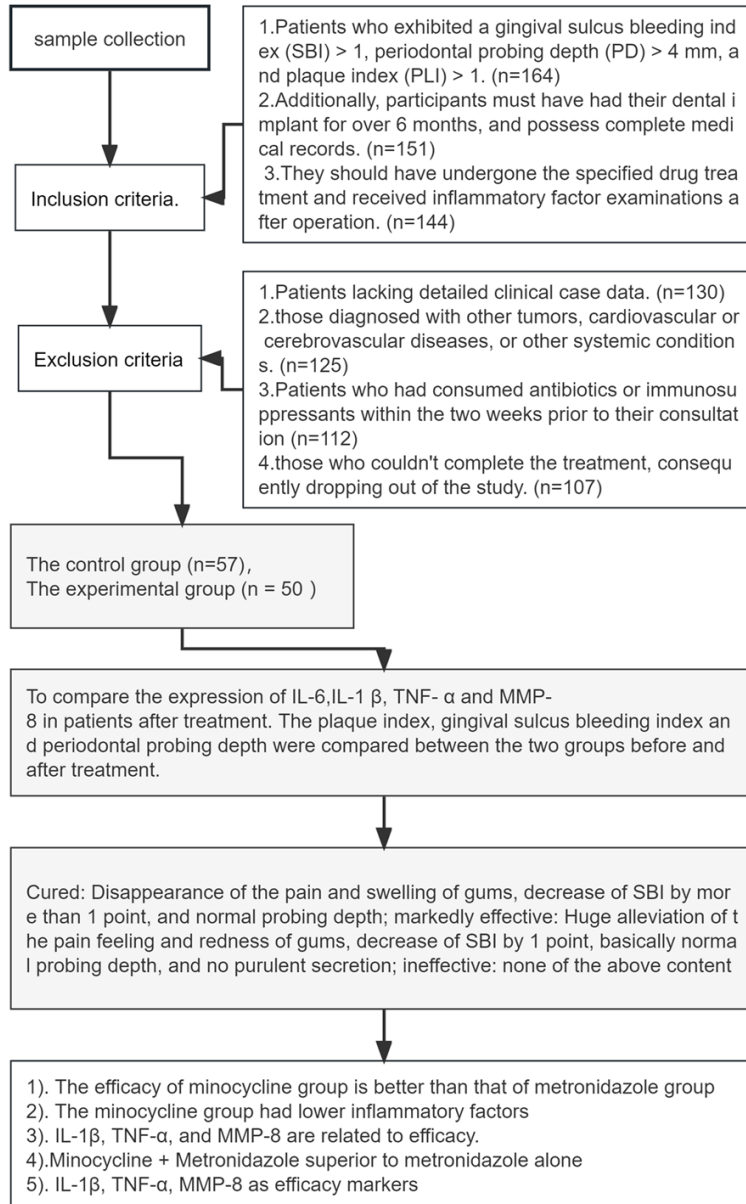 sample collection
1.Patients who exhibited a gingival sulcus bleeding ind
ex (SBI) > 1, periodontal probing depth (PD) > 4 mm, a
nd plaque index (PLI) > 1. (n=164)
2.Additionally, participants must have had their dental i
mplant for over 6 months, and possess complete medi
cal records. (n=151)
3.They should have undergone the specified drug trea
tment and received inflammatory factor examinations a
fter operation. (n=144)
Inclusion criteria.
1.Patients lacking detailed clinical case data. (n=130)
2.those diagnosed with other tumors, cardiovascular or
cerebrovascular diseases, or other systemic condition
s. (n=125)
3.Patients who had consumed antibiotics or immunosu
ppressants within the two weeks prior to their consultat
ion (n=112)
4.those who couldn't complete the treatment, consequ
ently dropping out of the study. (n=107)
Exclusion criteria
The control group (n=57),
The experimental group (n = 50 )
To compare the expression of IL-6,IL-1 β, TNF- α and MMP-
8 in patients after treatment. The plaque index, gingival sulcus bleeding index an
d periodontal probing depth were compared between the two groups before and
after treatment.
Cured: Disappearance of the pain and swelling of gums, decrease of SBI by mor
e than 1 point, and normal probing depth; markedly effective: Huge alleviation of t
he pain feeling and redness of gums, decrease of SBI by 1 point, basically norma
l probing depth, and no purulent secretion; ineffective: none of the above content
1). The efficacy of minocycline group is better than that of metronidazole group
2). The minocycline group had lower inflammatory factors
3). IL-1β, TNF-α, and MMP-8 are related to efficacy.
4).Minocycline + Metronidazole superior to metronidazole alone
5). IL-1β, TNF-α, MMP-8 as efficacy markers